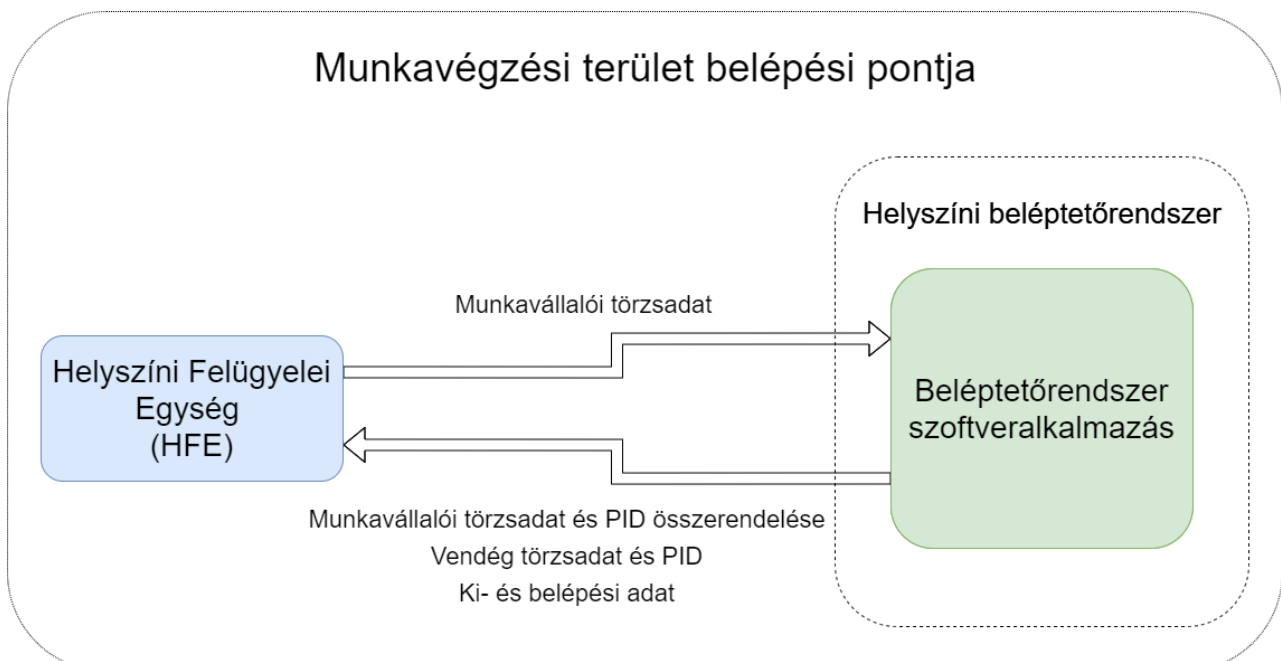 Munkavégzési terület belépési pontja
Helyszíni beléptetőrendszer
Munkavállalói törzsadat
Helyszíni Felügyelei
Egység
(HFE)
Beléptetőrendszer
szoftveralkalmazás
Munkavállalói törzsadat és PID összerendelése
Vendég törzsadat és PID
Ki- és belépési adat